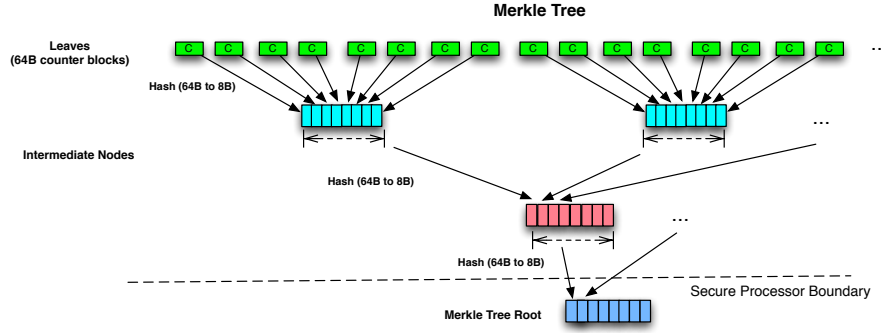 Merkle Tree
Leaves
(64B counter blocks)
C C C C C C C C C C C C C C C C ...
Hash (64B to 8B)
...
Intermediate Nodes
Hash (64B to 8B)
...
Hash (64B to 8B)
Secure Processor Boundary
Merkle Tree Root